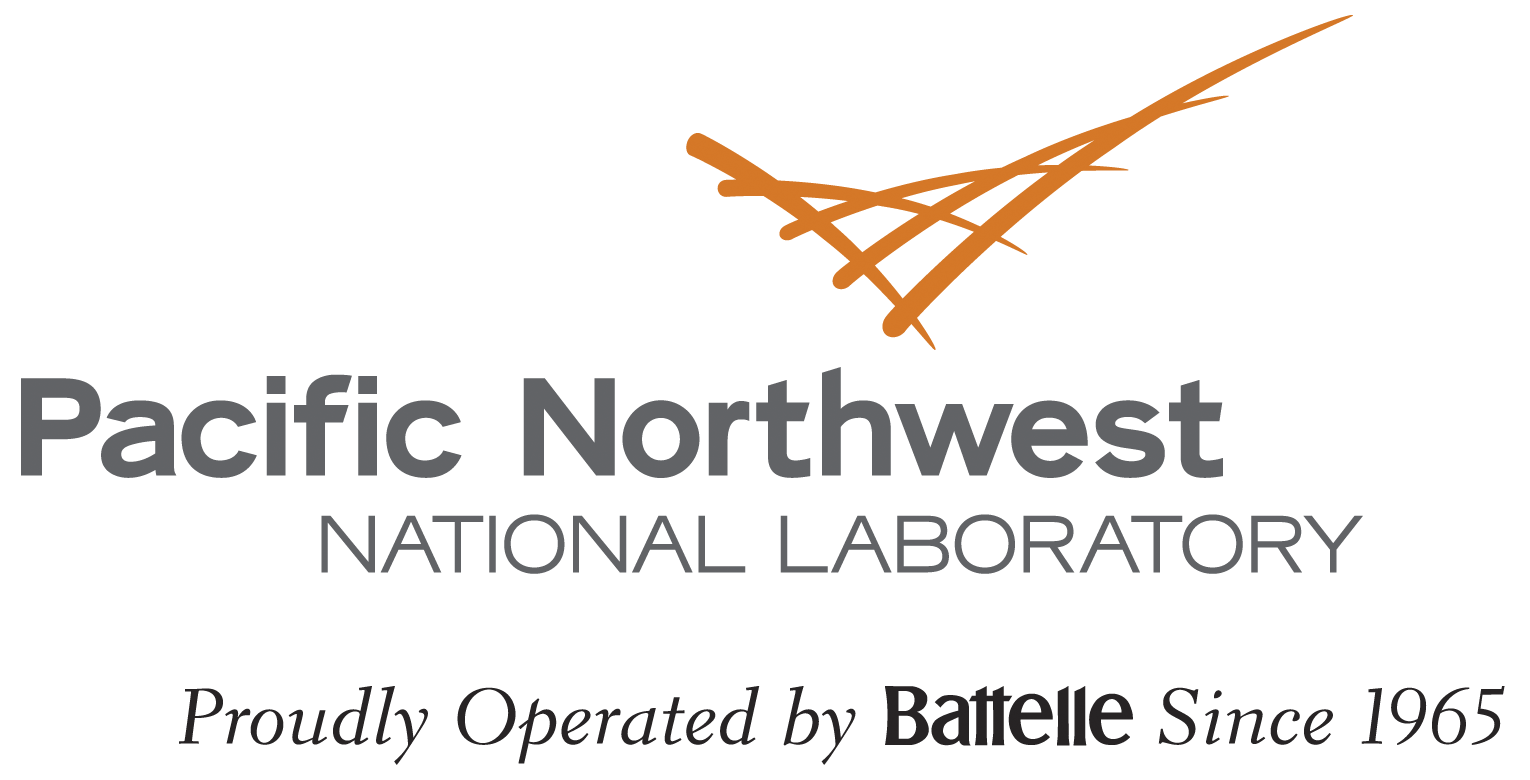 Pacific Northwest
NATIONAL LABORATORY
Proudly Operated by Battelle Since 1965